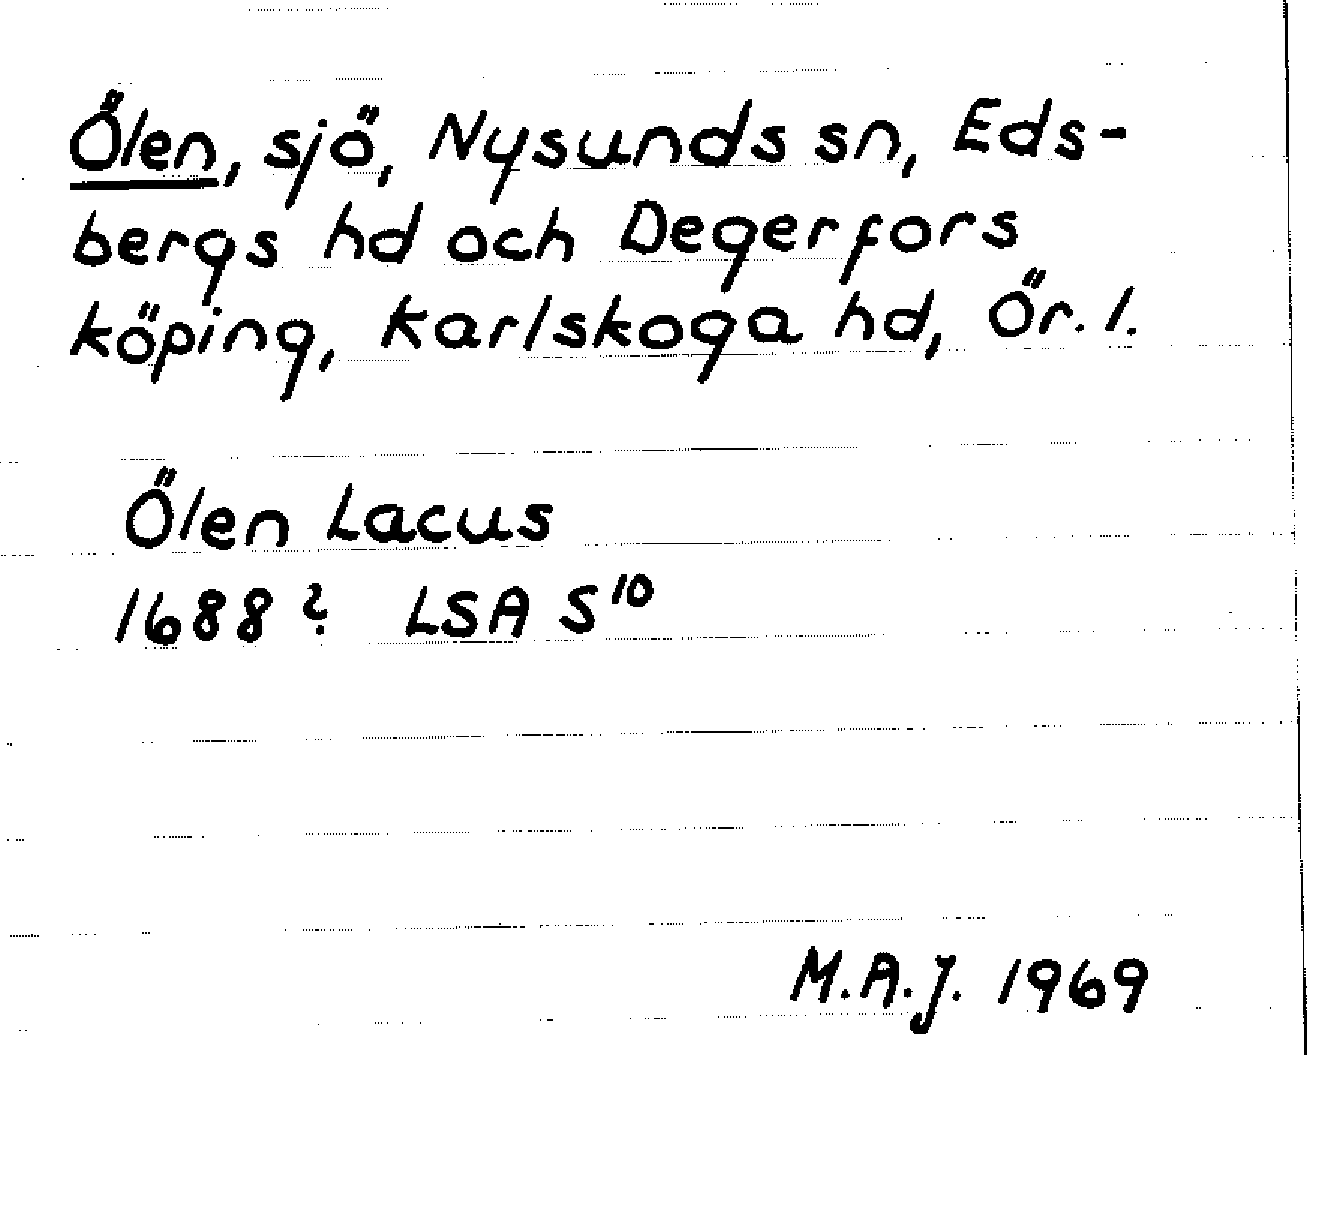 Ölen, sjö, Nysunds sn, Eds-
bergs hd och Degerfors
köping, Karlskoga hd, Ör. l.
Ölen Lacus
1688? LSA S¹⁰
M.A.J. 1969